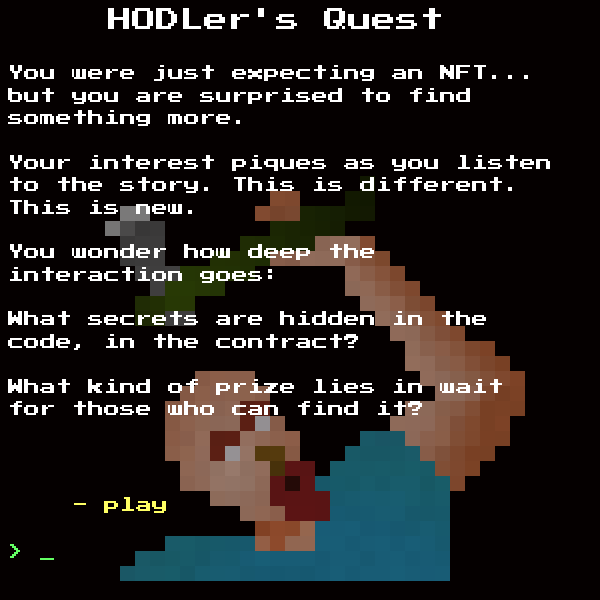 HODLer's Quest
You were just expecting an NFT...
but you are surprised to find
something more.
Your interest piques as you listen
to the story. This is different.
This is new.
You wonder how deep the
interaction goes:
What secrets are hidden in the
code, in the contract?
What kind of prize lies in wait
for those who can find it?
- play
> _